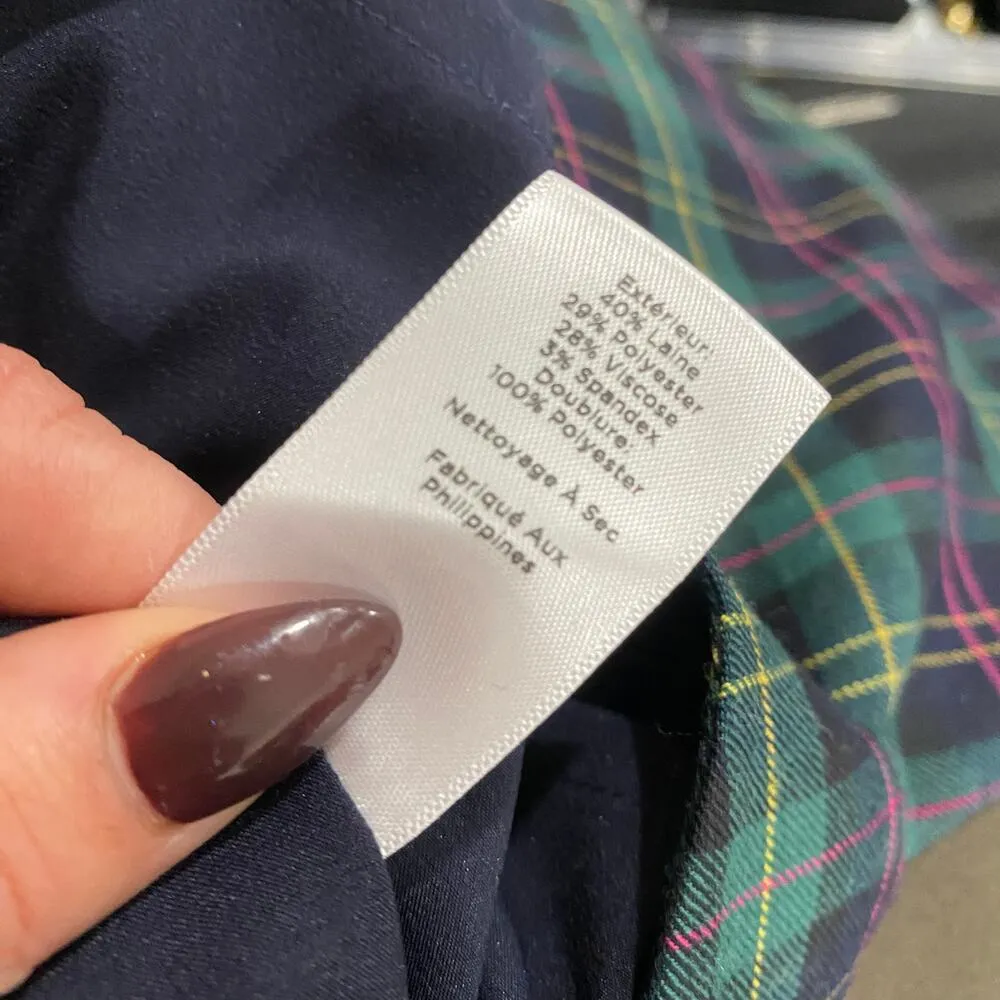 Extérieur:
40% Laine
29% Polyester
28% Viscose
3% Spandex
Doublure:
100% Polyester
Nettoyage À Sec
Fabriqué Aux
Philippines